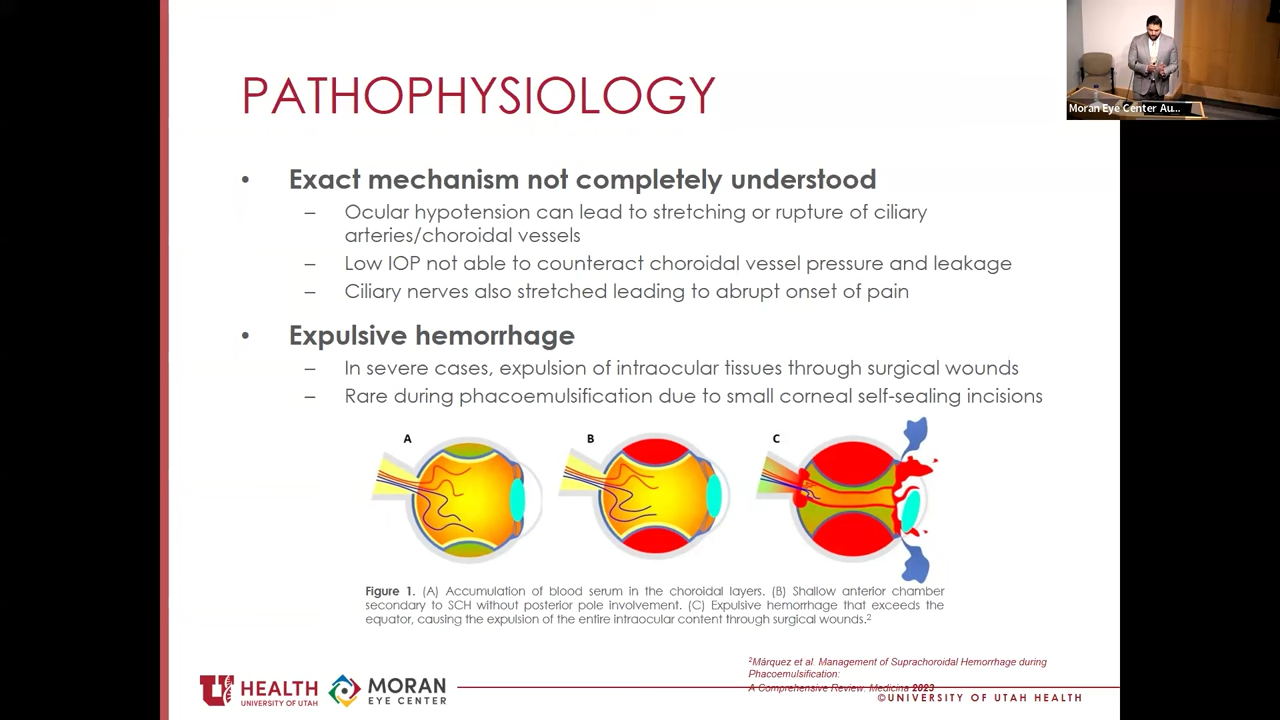 PATHOPHYSIOLOGY
Moran Eye Center Au...
• Exact mechanism not completely understood
– Ocular hypotension can lead to stretching or rupture of ciliary
arteries/choroidal vessels
– Low IOP not able to counteract choroidal vessel pressure and leakage
– Ciliary nerves also stretched leading to abrupt onset of pain
• Expulsive hemorrhage
– In severe cases, expulsion of intraocular tissues through surgical wounds
– Rare during phacoemulsification due to small corneal self-sealing incisions
A B C
Figure 1. (A) Accumulation of blood serum in the choroidal layers. (B) Shallow anterior chamber
secondary to SCH without posterior pole involvement. (C) Expulsive hemorrhage that exceeds the
equator, causing the expulsion of the entire intraocular content through surgical wounds.²
²Márquez et al. Management of Suprachoroidal Hemorrhage during
Phacoemulsification:
A Comprehensive Review. Medicina 2023
U HEALTH
UNIVERSITY OF UTAH
MORAN
EYE CENTER
©UNIVERSITY OF UTAH HEALTH